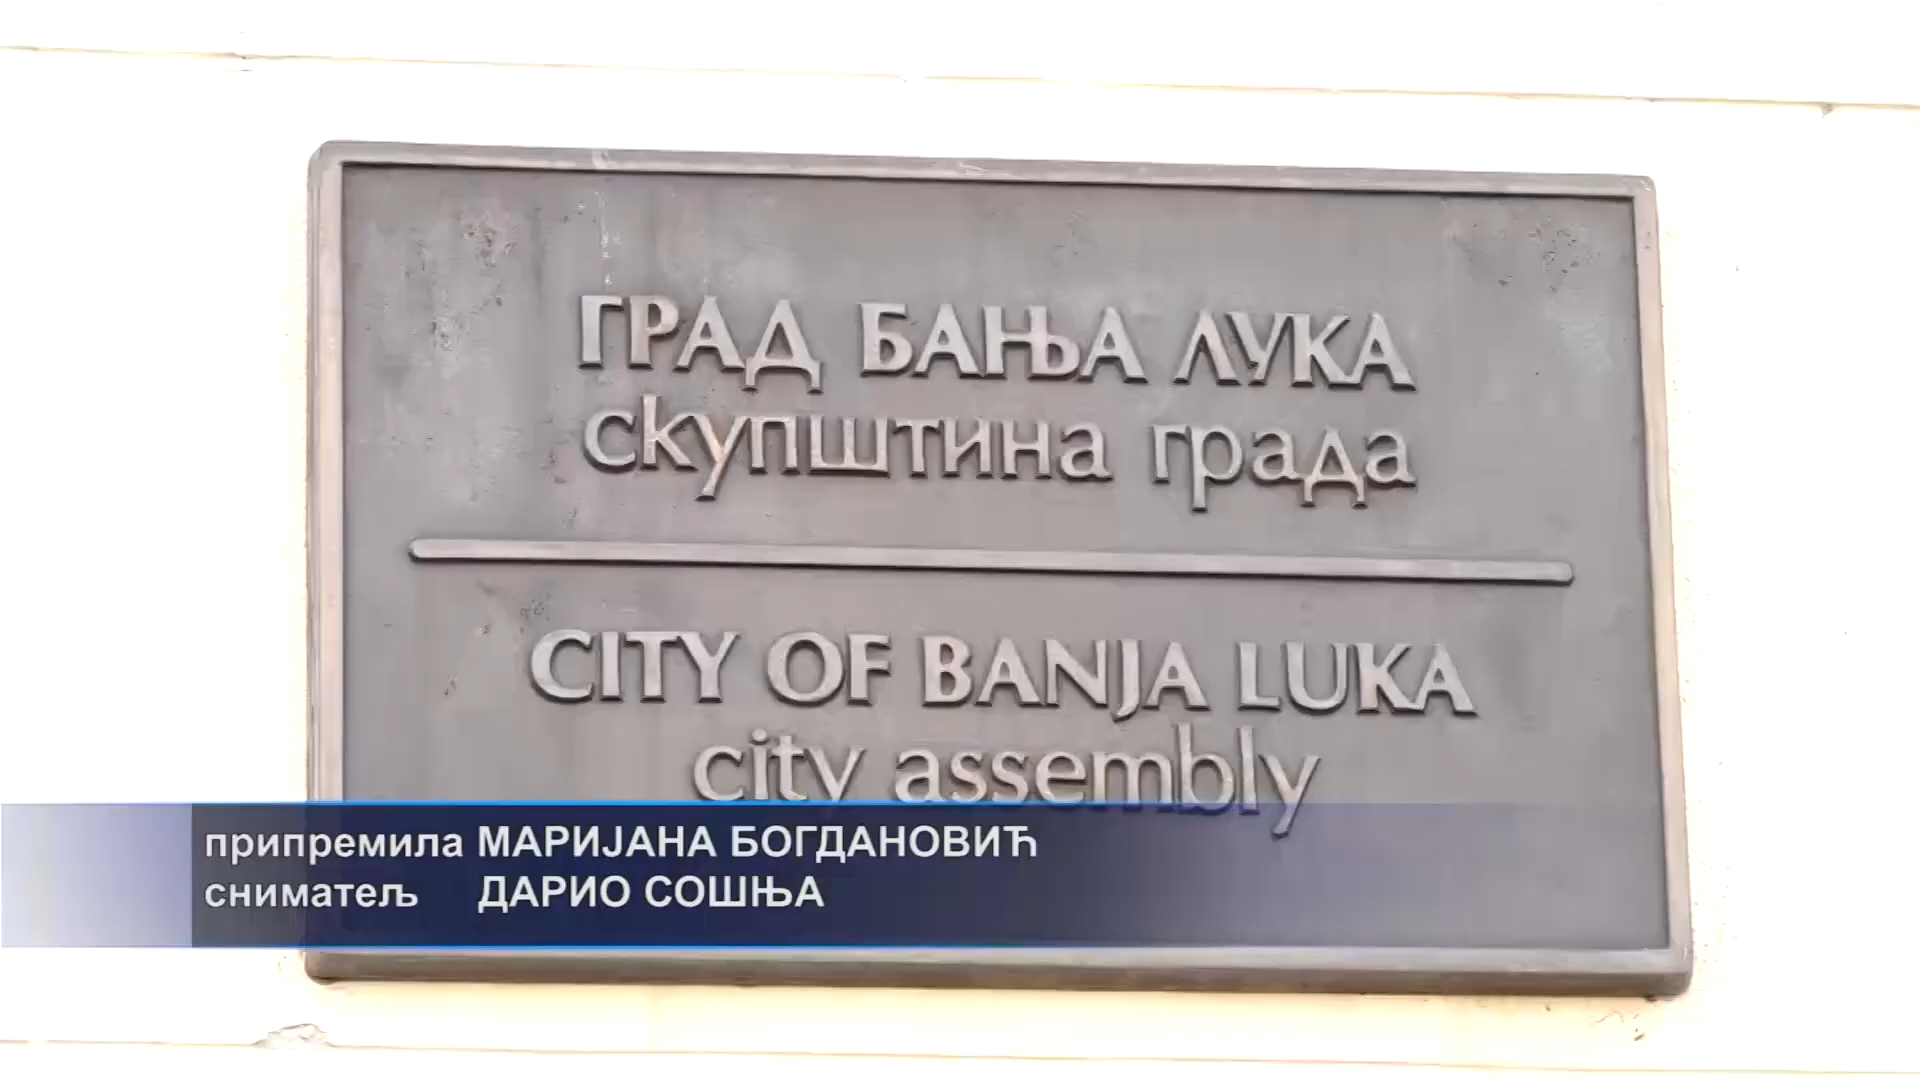 ГРАД БАЊА ЛУКА
скупштина града
CITY OF BANJA LUKA
city assembly
припремила МАРИЈАНА БОГДАНОВИЋ
сниматељ ДАРИО СОШЊА